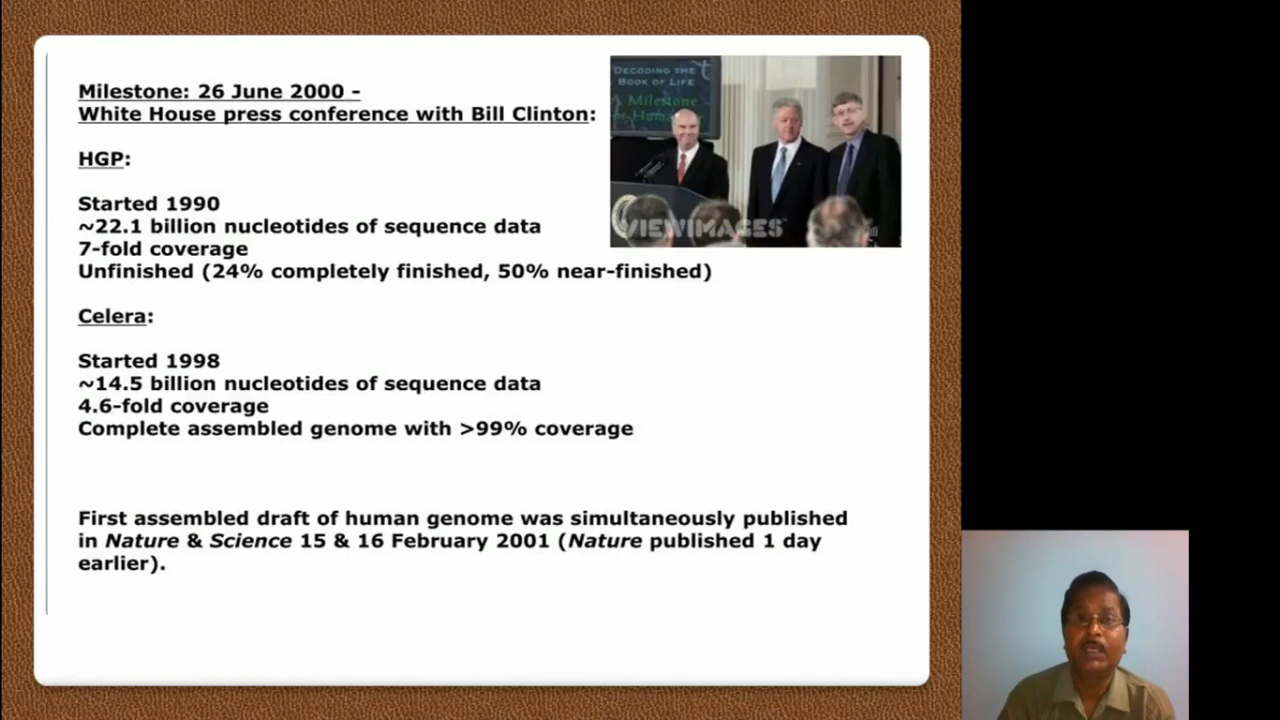 Milestone: 26 June 2000 -
White House press conference with Bill Clinton:
DECODING THE
BOOK OF LIFE
A Milestone
for Humanity
VIEWIMAGES
HGP:
Started 1990
~22.1 billion nucleotides of sequence data
7-fold coverage
Unfinished (24% completely finished, 50% near-finished)
Celera:
Started 1998
~14.5 billion nucleotides of sequence data
4.6-fold coverage
Complete assembled genome with >99% coverage
First assembled draft of human genome was simultaneously published
in Nature & Science 15 & 16 February 2001 (Nature published 1 day
earlier).